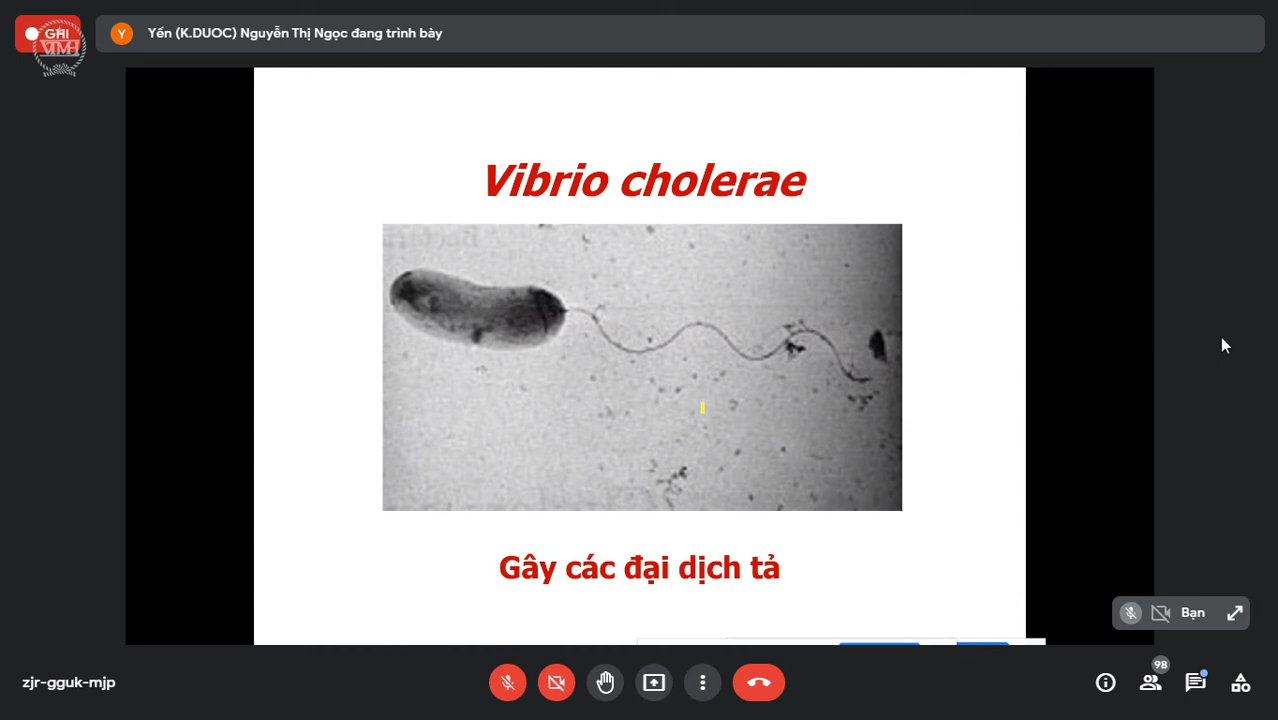 GHI
VTMH
Y
Yến (K.DUOC) Nguyễn Thị Ngọc đang trình bày
Vibrio cholerae
Gây các đại dịch tả
Bạn
zjr-gguk-mjp
98